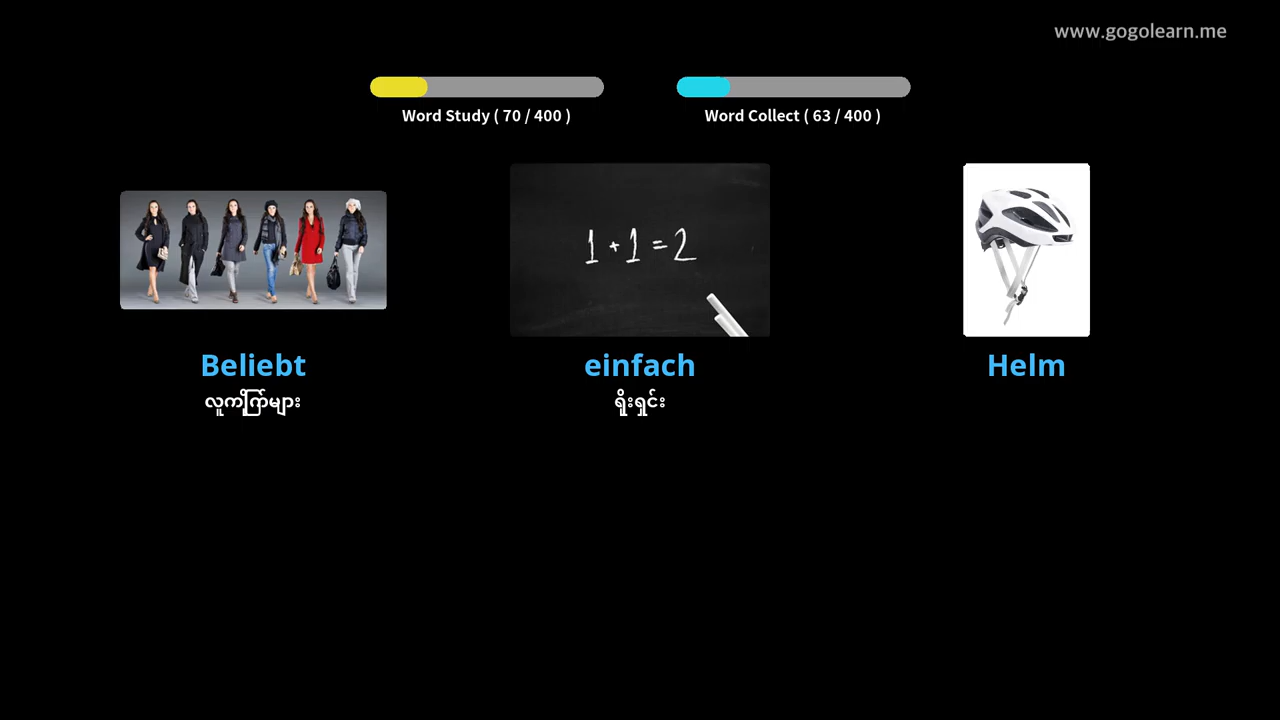 www.gogolearn.me
Word Study ( 70 / 400 )
Word Collect ( 63 / 400 )
1 + 1 = 2
Beliebt
einfach
Helm
လူကြိုက်များ
ရိုးရှင်း